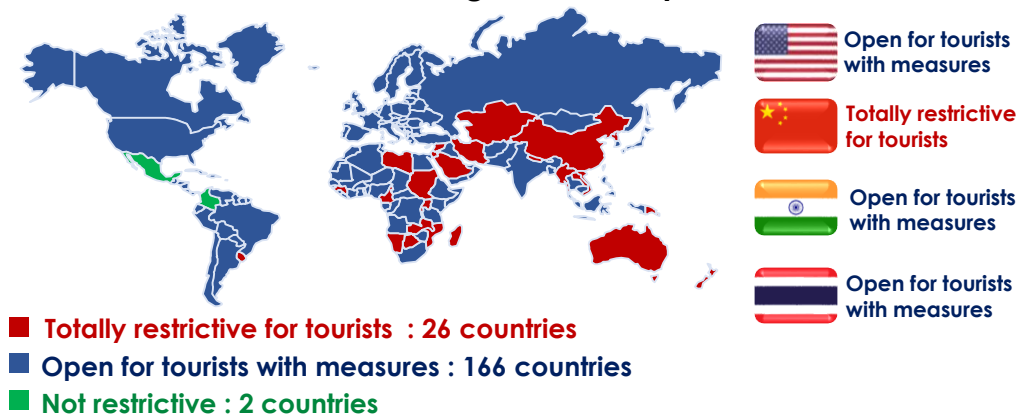 Open for tourists
with measures
Totally restrictive
for tourists
Open for tourists
with measures
Open for tourists
with measures
Totally restrictive for tourists : 26 countries
Open for tourists with measures : 166 countries
Not restrictive : 2 countries